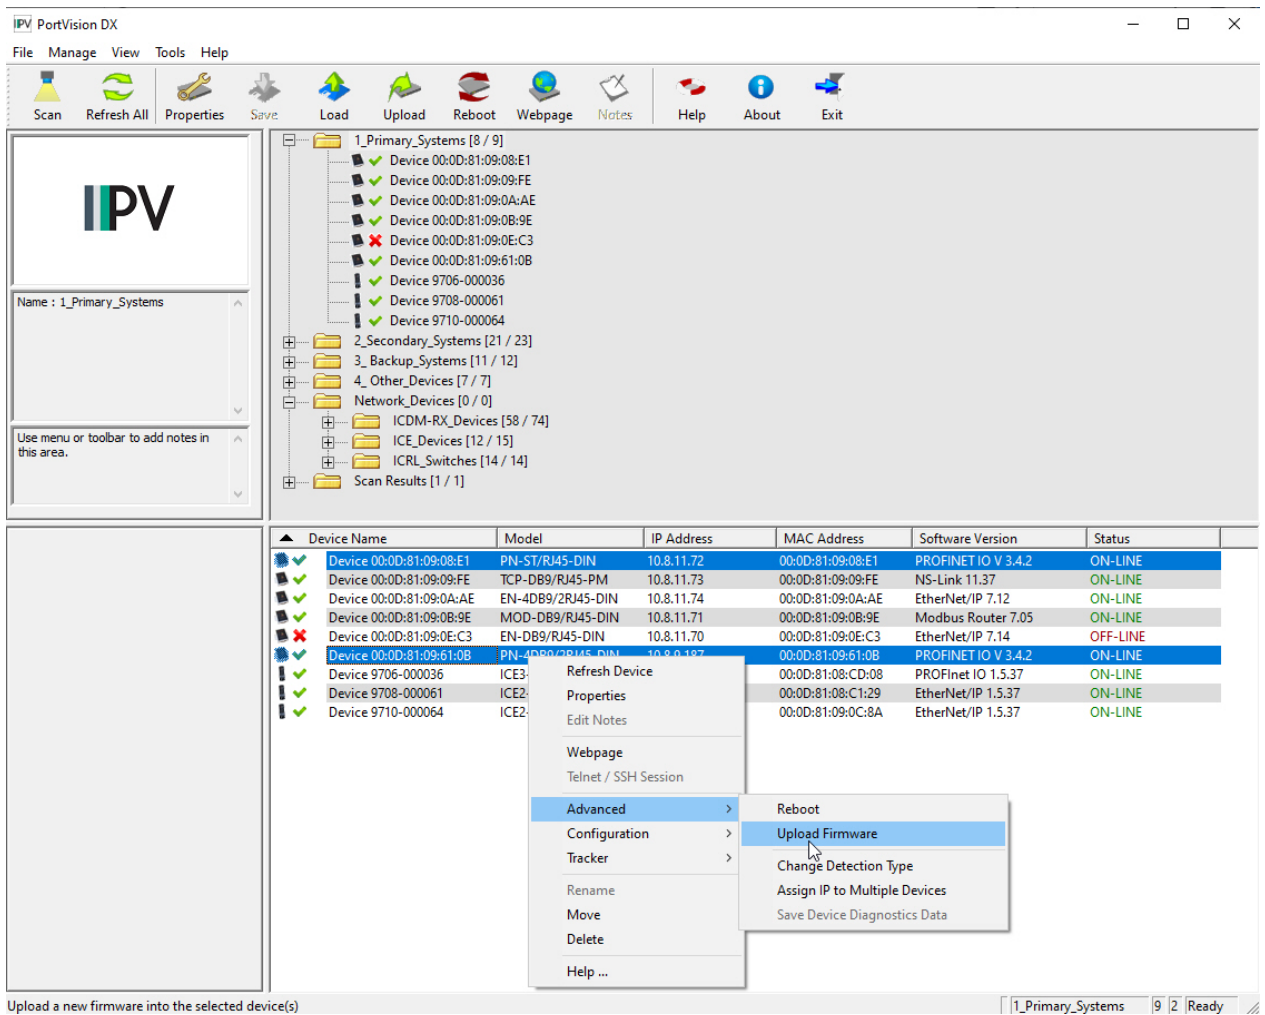 IPV PortVision DX
File Manage View Tools Help
Scan Refresh All Properties Save Load Upload Reboot Webpage Notes Help About Exit
IPV
Name : 1_Primary_Systems
Use menu or toolbar to add notes in
this area.
1_Primary_Systems [8 / 9]
Device 00:0D:81:09:08:E1
Device 00:0D:81:09:09:FE
Device 00:0D:81:09:0A:AE
Device 00:0D:81:09:0B:9E
Device 00:0D:81:09:0E:C3
Device 00:0D:81:09:61:0B
Device 9706-000036
Device 9708-000061
Device 9710-000064
2_Secondary_Systems [21 / 23]
3_ Backup_Systems [11 / 12]
4_ Other_Devices [7 / 7]
Network_Devices [0 / 0]
ICDM-RX_Devices [58 / 74]
ICE_Devices [12 / 15]
ICRL_Switches [14 / 14]
Scan Results [1 / 1]
Device Name Model IP Address MAC Address Software Version Status
Device 00:0D:81:09:08:E1 PN-ST/RJ45-DIN 10.8.11.72 00:0D:81:09:08:E1 PROFINET IO V 3.4.2 ON-LINE
Device 00:0D:81:09:09:FE TCP-DB9/RJ45-PM 10.8.11.73 00:0D:81:09:09:FE NS-Link 11.37 ON-LINE
Device 00:0D:81:09:0A:AE EN-4DB9/2RJ45-DIN 10.8.11.74 00:0D:81:09:0A:AE EtherNet/IP 7.12 ON-LINE
Device 00:0D:81:09:0B:9E MOD-DB9/RJ45-DIN 10.8.11.71 00:0D:81:09:0B:9E Modbus Router 7.05 ON-LINE
Device 00:0D:81:09:0E:C3 EN-DB9/RJ45-DIN 10.8.11.70 00:0D:81:09:0E:C3 EtherNet/IP 7.14 OFF-LINE
Device 00:0D:81:09:61:0B PN-4DB9/2RJ45-DIN 10.8.9.187 00:0D:81:09:61:0B PROFINET IO V 3.4.2 ON-LINE
Device 9706-000036 ICE3- 00:0D:81:08:CD:08 PROFInet IO 1.5.37 ON-LINE
Device 9708-000061 ICE2- 00:0D:81:08:C1:29 EtherNet/IP 1.5.37 ON-LINE
Device 9710-000064 ICE2- 00:0D:81:09:0C:8A EtherNet/IP 1.5.37 ON-LINE
Refresh Device
Properties
Edit Notes
Webpage
Telnet / SSH Session
Advanced
Configuration
Tracker
Rename
Move
Delete
Help ...
Reboot
Upload Firmware
Change Detection Type
Assign IP to Multiple Devices
Save Device Diagnostics Data
Upload a new firmware into the selected device(s) 1_Primary_Systems 9 2 Ready